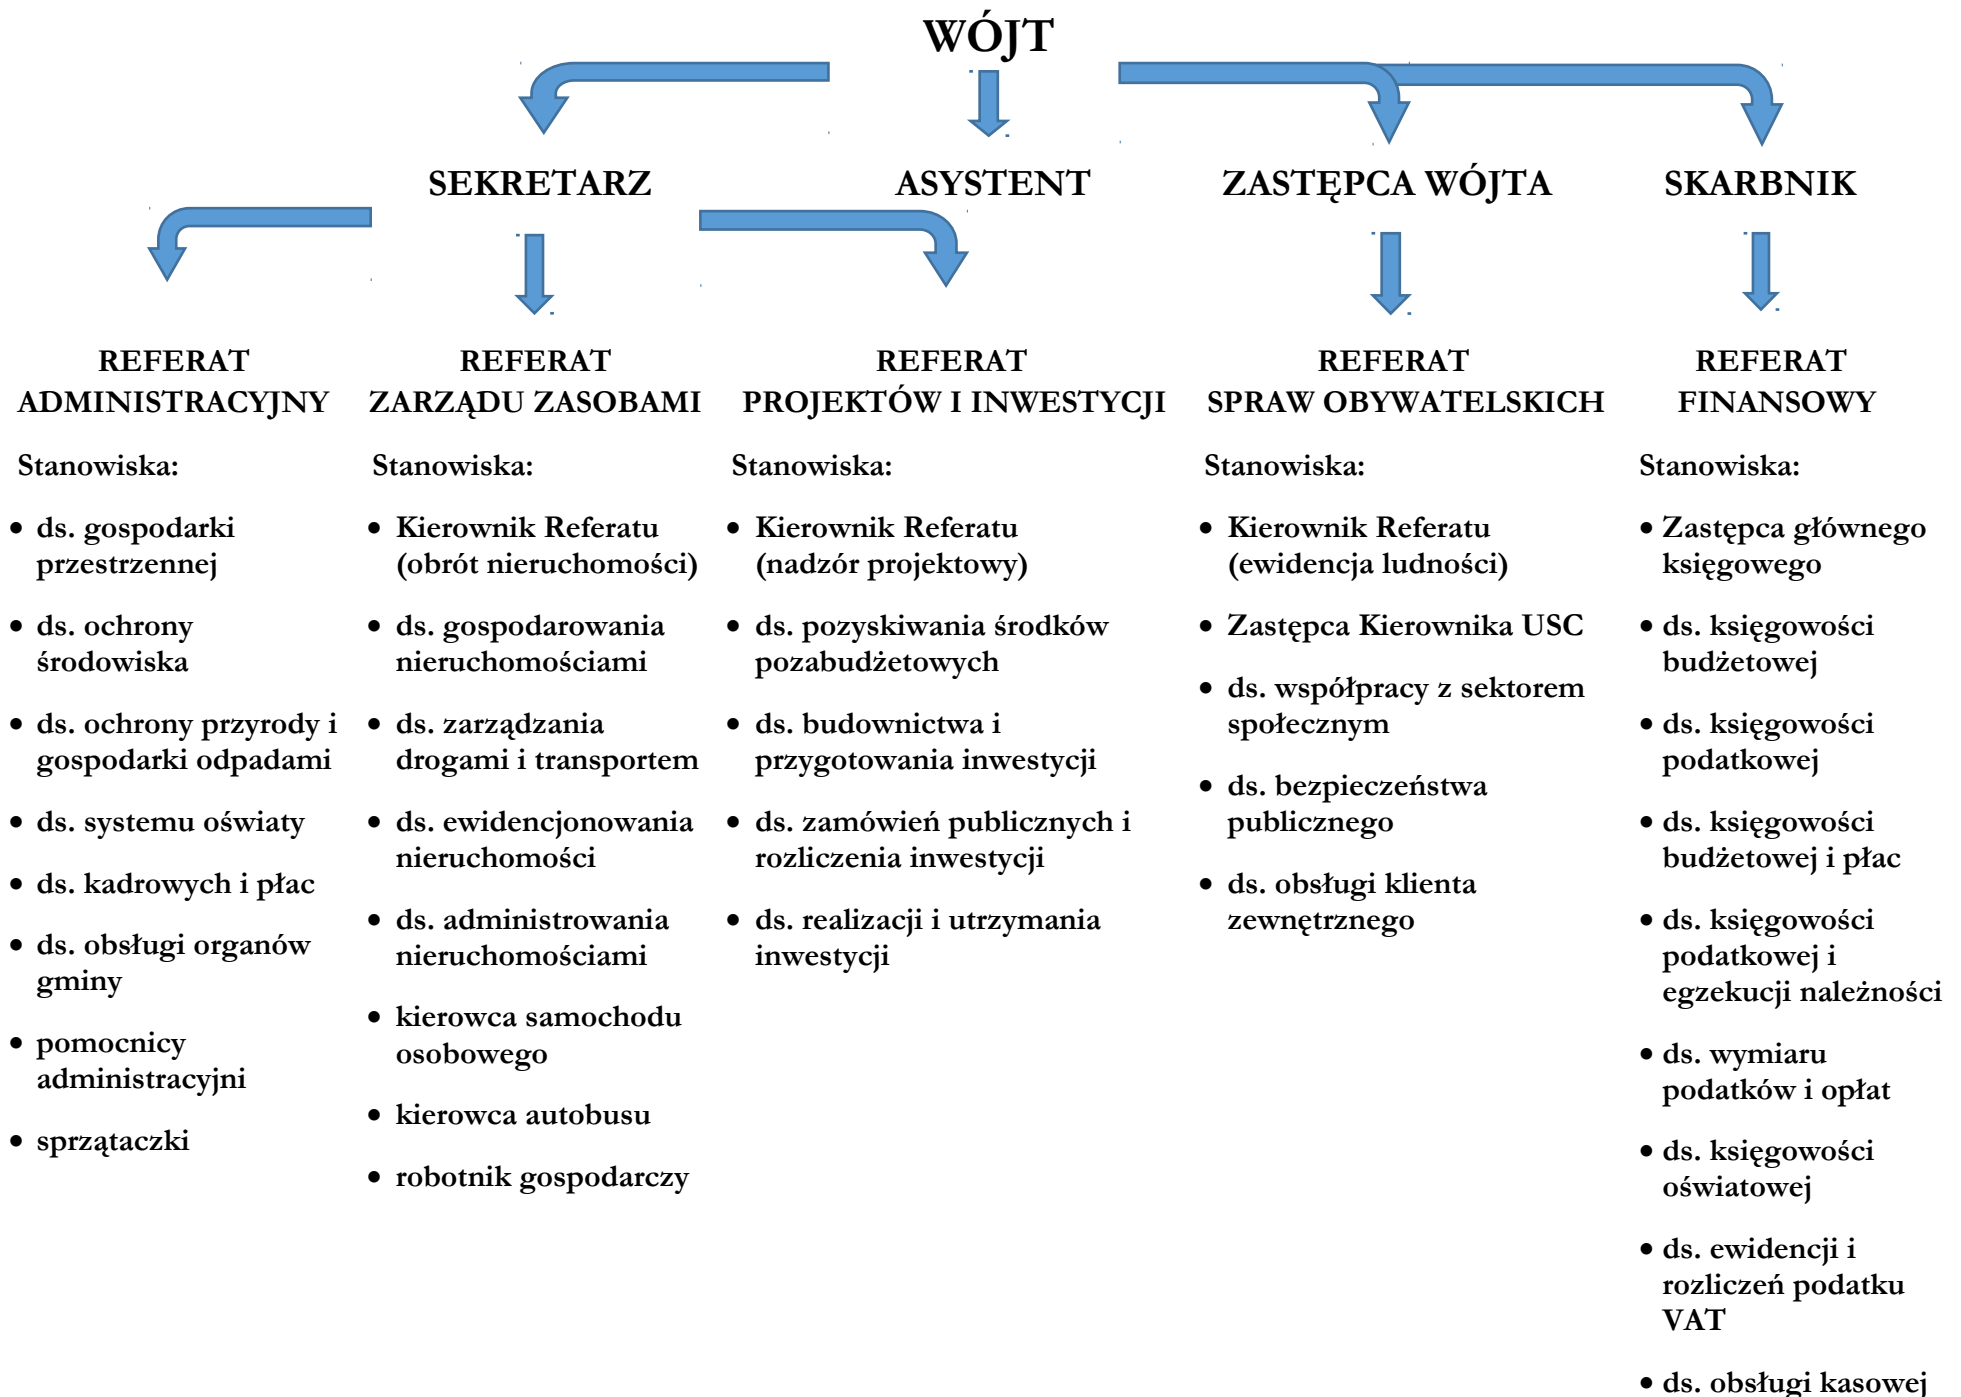 WÓJT
SEKRETARZ
ASYSTENT
ZASTĘPCA WÓJTA
SKARBNIK
REFERAT
ADMINISTRACYJNY
Stanowiska:
• ds. gospodarki
przestrzennej
• ds. ochrony
środowiska
• ds. ochrony przyrody i
gospodarki odpadami
• ds. systemu oświaty
• ds. kadrowych i płac
• ds. obsługi organów
gminy
• pomocnicy
administracyjni
• sprzątaczki
REFERAT
ZARZĄDU ZASOBAMI
Stanowiska:
• Kierownik Referatu
(obrót nieruchomości)
• ds. gospodarowania
nieruchomościami
• ds. zarządzania
drogami i transportem
• ds. ewidencjonowania
nieruchomości
• ds. administrowania
nieruchomościami
• kierowca samochodu
osobowego
• kierowca autobusu
• robotnik gospodarczy
REFERAT
PROJEKTÓW I INWESTYCJI
Stanowiska:
• Kierownik Referatu
(nadzór projektowy)
• ds. pozyskiwania środków
pozabudżetowych
• ds. budownictwa i
przygotowania inwestycji
• ds. zamówień publicznych i
rozliczenia inwestycji
• ds. realizacji i utrzymania
inwestycji
REFERAT
SPRAW OBYWATELSKICH
Stanowiska:
• Kierownik Referatu
(ewidencja ludności)
• Zastępca Kierownika USC
• ds. współpracy z sektorem
społecznym
• ds. bezpieczeństwa
publicznego
• ds. obsługi klienta
zewnętrznego
REFERAT
FINANSOWY
Stanowiska:
• Zastępca głównego
księgowego
• ds. księgowości
budżetowej
• ds. księgowości
podatkowej
• ds. księgowości
budżetowej i płac
• ds. księgowości
podatkowej i
egzekucji należności
• ds. wymiaru
podatków i opłat
• ds. księgowości
oświatowej
• ds. ewidencji i
rozliczeń podatku
VAT
• ds. obsługi kasowej